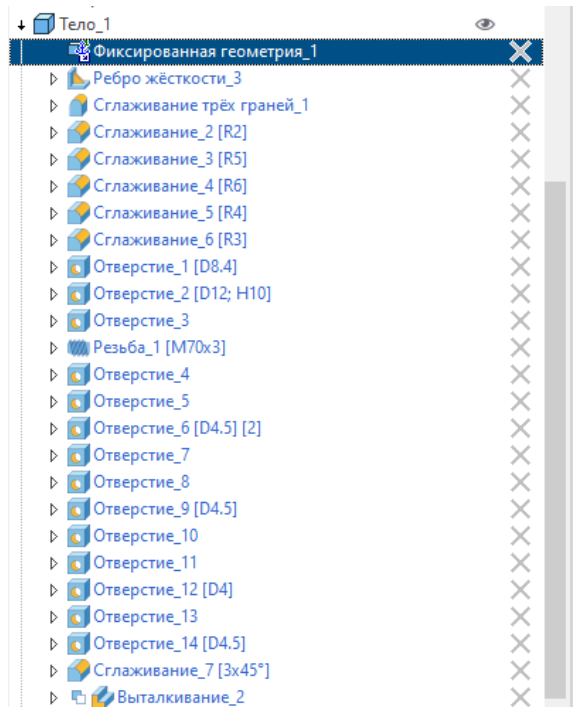 Тело_1
Фиксированная геометрия_1
Ребро жёсткости_3
Сглаживание трёх граней_1
Сглаживание_2 [R2]
Сглаживание_3 [R5]
Сглаживание_4 [R6]
Сглаживание_5 [R4]
Сглаживание_6 [R3]
Отверстие_1 [D8.4]
Отверстие_2 [D12; H10]
Отверстие_3
Резьба_1 [M70x3]
Отверстие_4
Отверстие_5
Отверстие_6 [D4.5] [2]
Отверстие_7
Отверстие_8
Отверстие_9 [D4.5]
Отверстие_10
Отверстие_11
Отверстие_12 [D4]
Отверстие_13
Отверстие_14 [D4.5]
Сглаживание_7 [3x45°]
Выталкивание_2